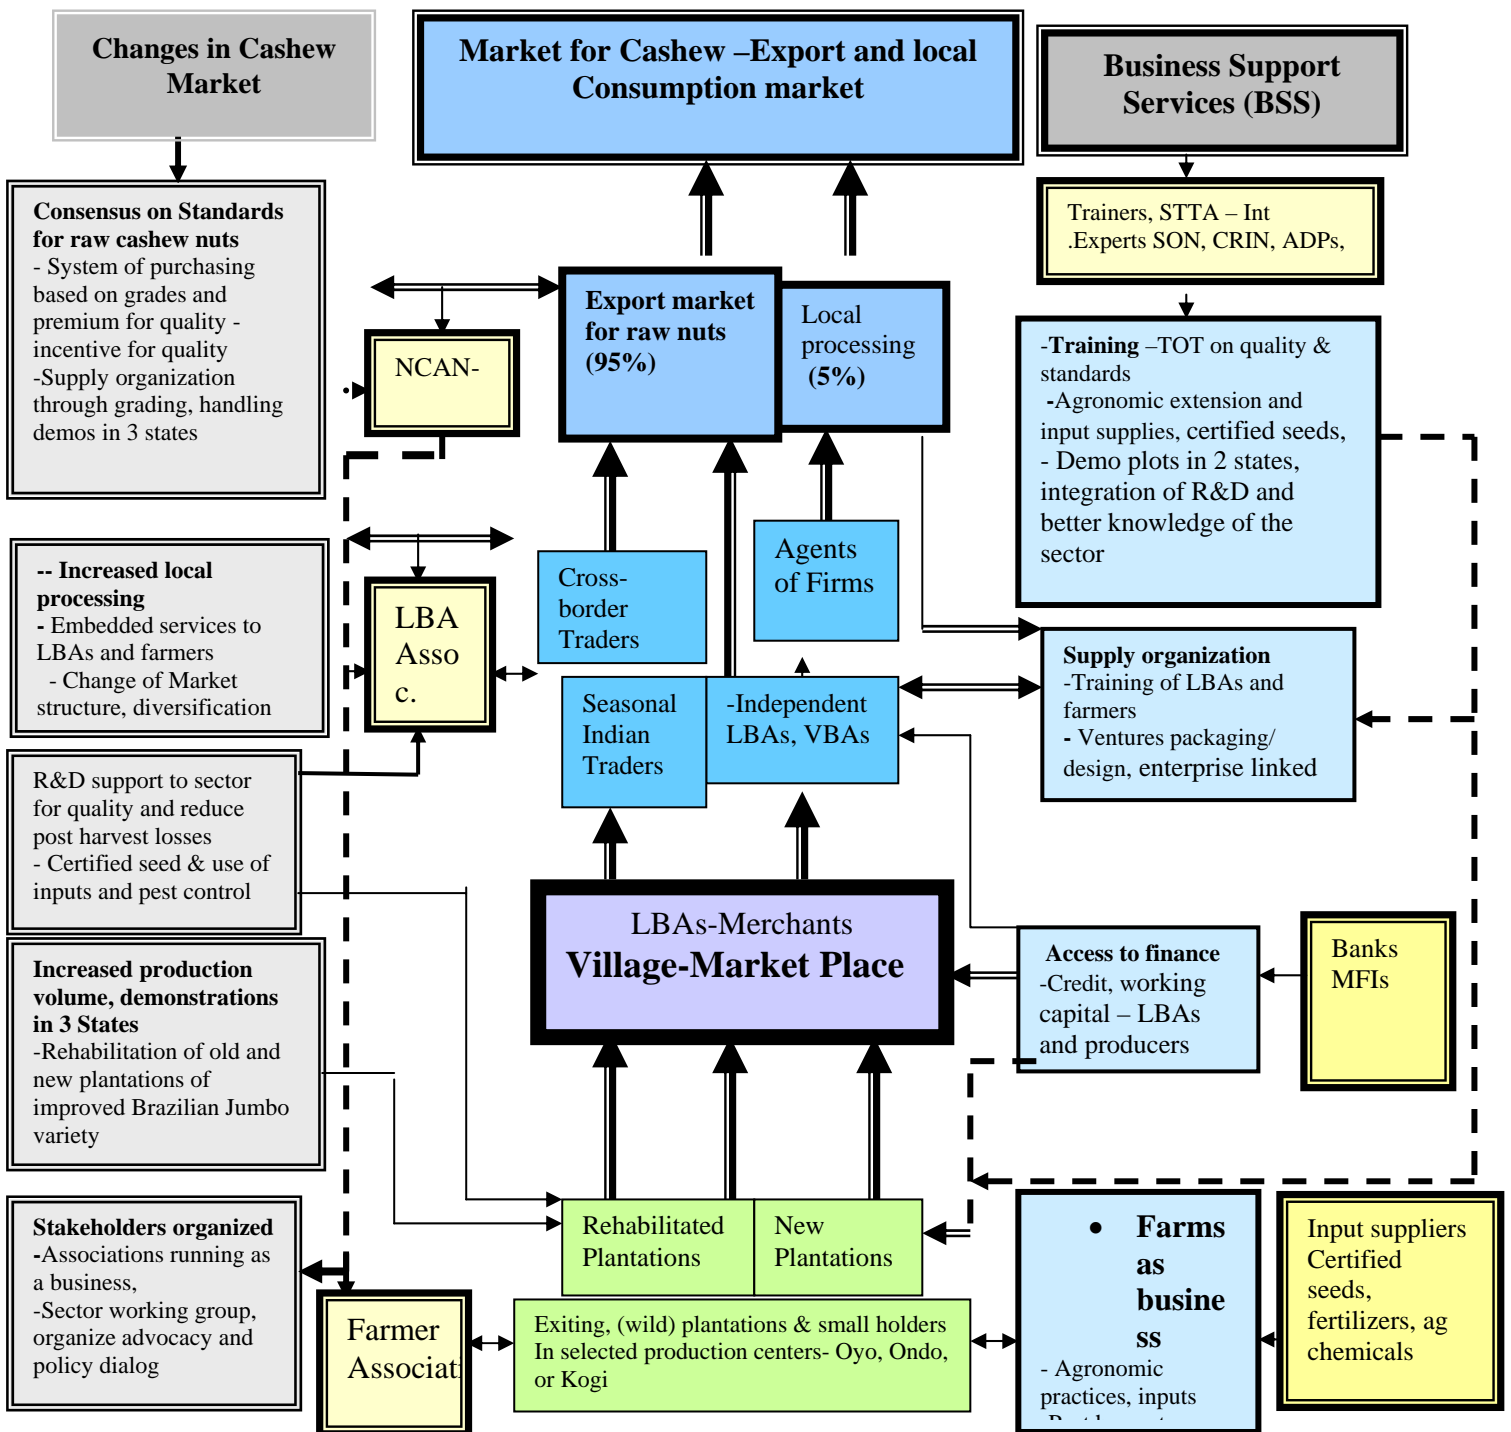 Changes in Cashew
Market
Market for Cashew –Export and local
Consumption market
Business Support
Services (BSS)
Consensus on Standards
for raw cashew nuts
- System of purchasing
based on grades and
premium for quality -
incentive for quality
-Supply organization
through grading, handling
demos in 3 states
Trainers, STTA – Int
.Experts SON, CRIN, ADPs,
Export market
for raw nuts
(95%)
Local
processing
(5%)
NCAN-
-Training –TOT on quality &
standards
-Agronomic extension and
input supplies, certified seeds,
- Demo plots in 2 states,
integration of R&D and
better knowledge of the
sector
-- Increased local
processing
- Embedded services to
LBAs and farmers
- Change of Market
structure, diversification
LBA
Asso
c.
Cross-
border
Traders
Agents
of Firms
Supply organization
-Training of LBAs and
farmers
- Ventures packaging/
design, enterprise linked
Seasonal
Indian
Traders
-Independent
LBAs, VBAs
R&D support to sector
for quality and reduce
post harvest losses
- Certified seed & use of
inputs and pest control
LBAs-Merchants
Village-Market Place
Access to finance
-Credit, working
capital – LBAs
and producers
Banks
MFIs
Increased production
volume, demonstrations
in 3 States
-Rehabilitation of old and
new plantations of
improved Brazilian Jumbo
variety
Rehabilitated
Plantations
New
Plantations
Stakeholders organized
-Associations running as
a business,
-Sector working group,
organize advocacy and
policy dialog
Farmer
Associati
Exiting, (wild) plantations & small holders
In selected production centers- Oyo, Ondo,
or Kogi
• Farms
as
busine
ss
- Agronomic
practices, inputs
Input suppliers
Certified
seeds,
fertilizers, ag
chemicals